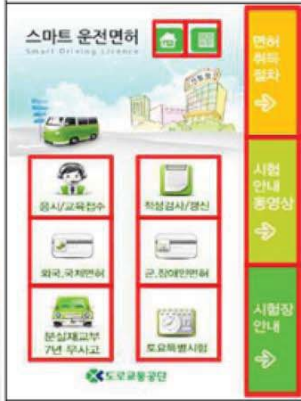 스마트 운전면허
Smart Driving Licence
면허
취득
절차
응시/교육접수
적성검사/갱신
시험
안내
동영상
외국,국제면허
군,장애인면허
분실재교부
7년 무사고
토요특별시험
시험장
안내
도로교통공단